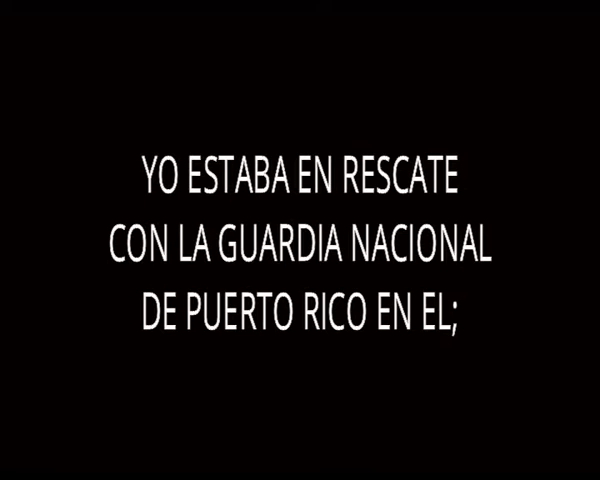 YO ESTABA EN RESCATE
CON LA GUARDIA NACIONAL
DE PUERTO RICO EN EL;